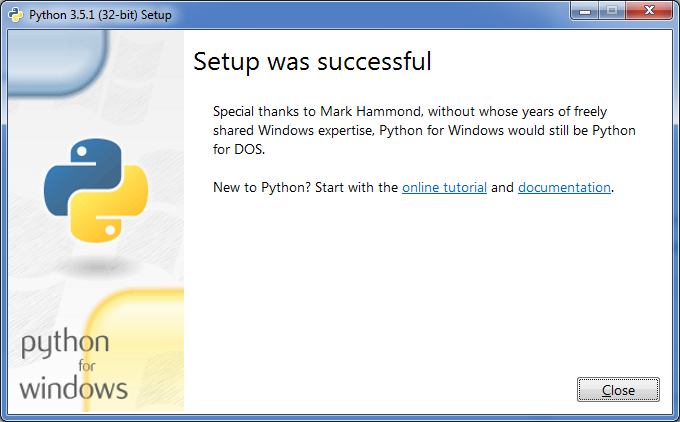 Python 3.5.1 (32-bit) Setup
Setup was successful
Special thanks to Mark Hammond, without whose years of freely
shared Windows expertise, Python for Windows would still be Python
for DOS.
New to Python? Start with the online tutorial and documentation.
python
for
windows
Close